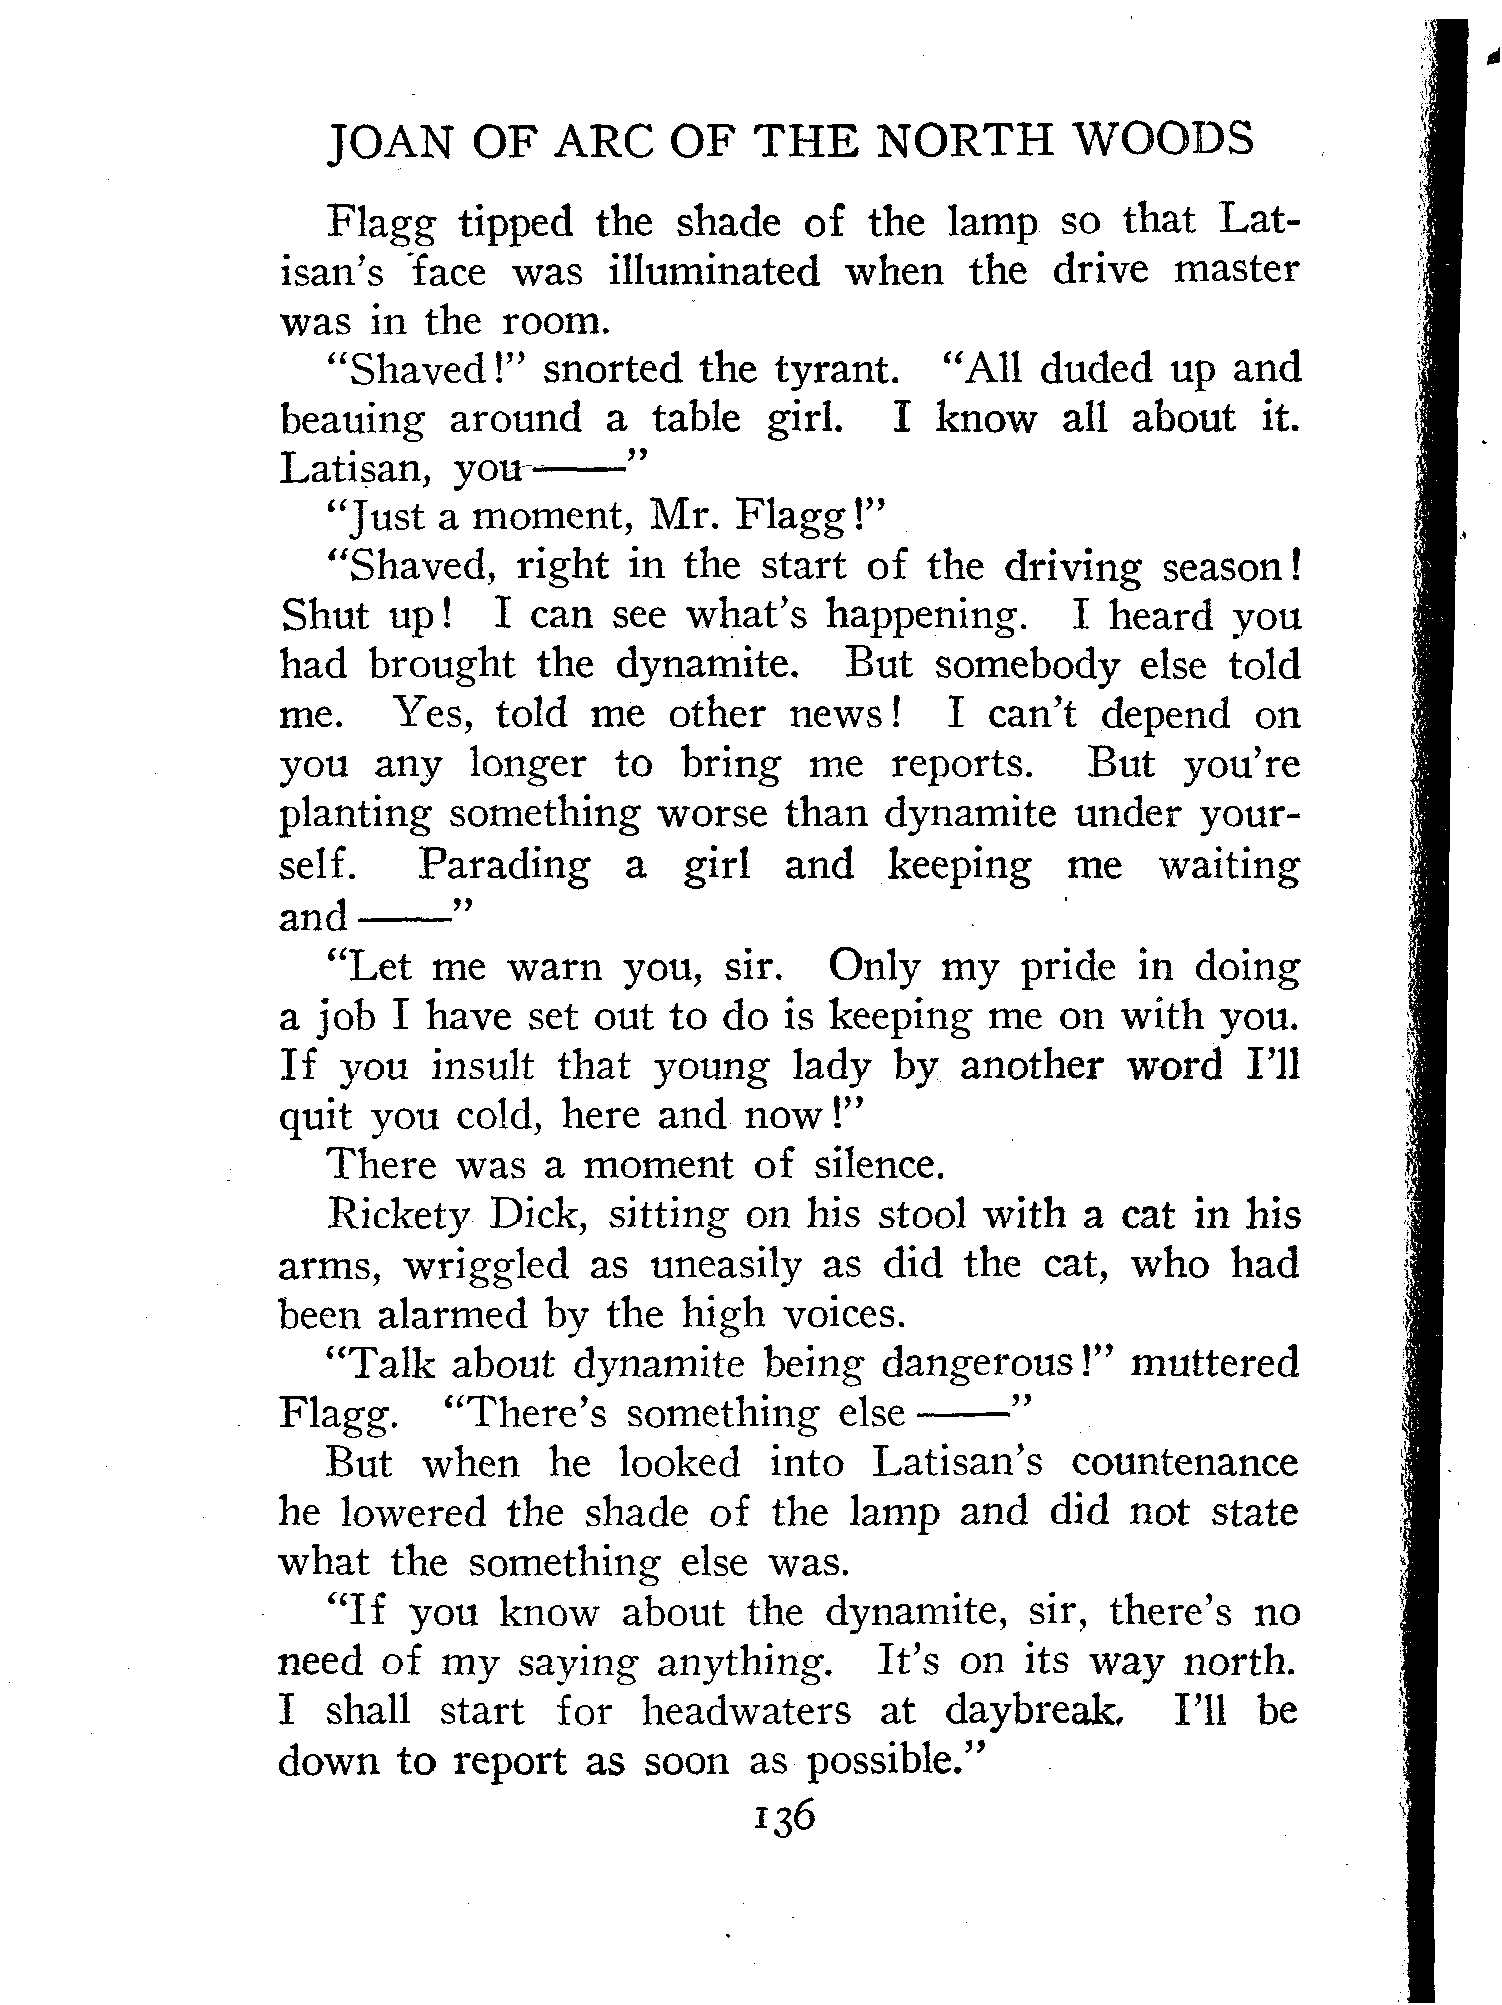 JOAN OF ARC OF THE NORTH WOODS
Flagg tipped the shade of the lamp so that Lat-
isan's face was illuminated when the drive master
was in the room.
"Shaved!" snorted the tyrant. "All duded up and
beauing around a table girl. I know all about it.
Latisan, you——"
"Just a moment, Mr. Flagg!"
"Shaved, right in the start of the driving season!
Shut up! I can see what's happening. I heard you
had brought the dynamite. But somebody else told
me. Yes, told me other news! I can't depend on
you any longer to bring me reports. But you're
planting something worse than dynamite under your-
self. Parading a girl and keeping me waiting
and——"
"Let me warn you, sir. Only my pride in doing
a job I have set out to do is keeping me on with you.
If you insult that young lady by another word I'll
quit you cold, here and now!"
There was a moment of silence.
Rickety Dick, sitting on his stool with a cat in his
arms, wriggled as uneasily as did the cat, who had
been alarmed by the high voices.
"Talk about dynamite being dangerous!" muttered
Flagg. "There's something else——"
But when he looked into Latisan's countenance
he lowered the shade of the lamp and did not state
what the something else was.
"If you know about the dynamite, sir, there's no
need of my saying anything. It's on its way north.
I shall start for headwaters at daybreak. I'll be
down to report as soon as possible."
136